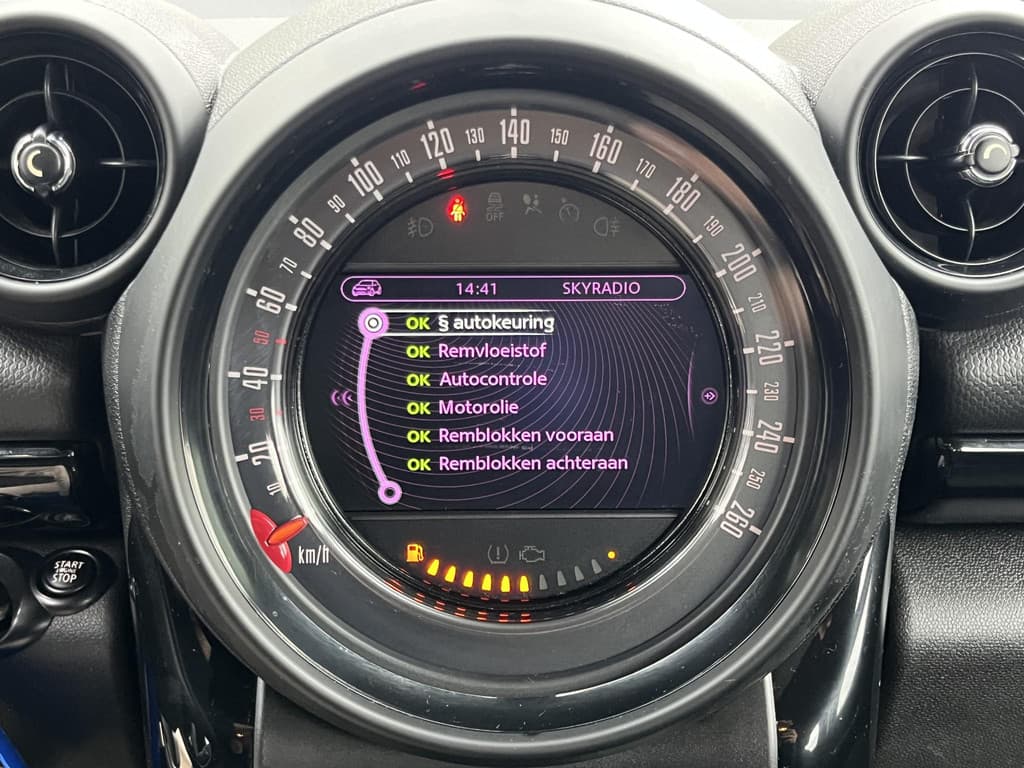 10
20
30
40
50
60
70
80
90
100
110
120
130
140
150
160
170
180
190
200
210
220
230
240
250
260
km/h
OFF
14:41 SKYRADIO
OK § autokeuring
OK Remvloeistof
OK Autocontrole
OK Motorolie
OK Remblokken vooraan
OK Remblokken achteraan
START
ENGINE
STOP